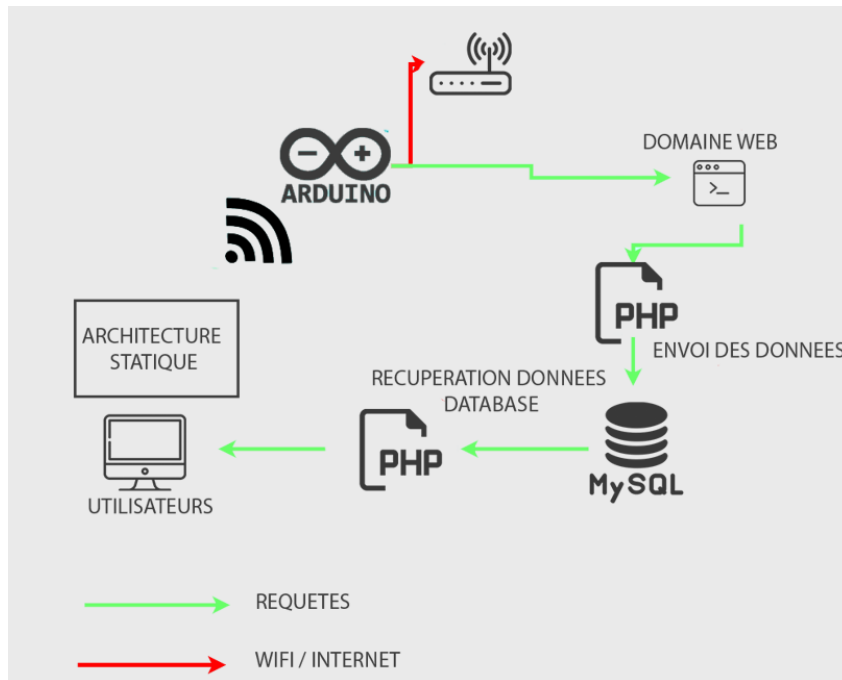 ARDUINO
DOMAINE WEB
PHP
ENVOI DES DONNEES
ARCHITECTURE
STATIQUE
RECUPERATION DONNEES
DATABASE
PHP
MySQL
UTILISATEURS
REQUETES
WIFI / INTERNET